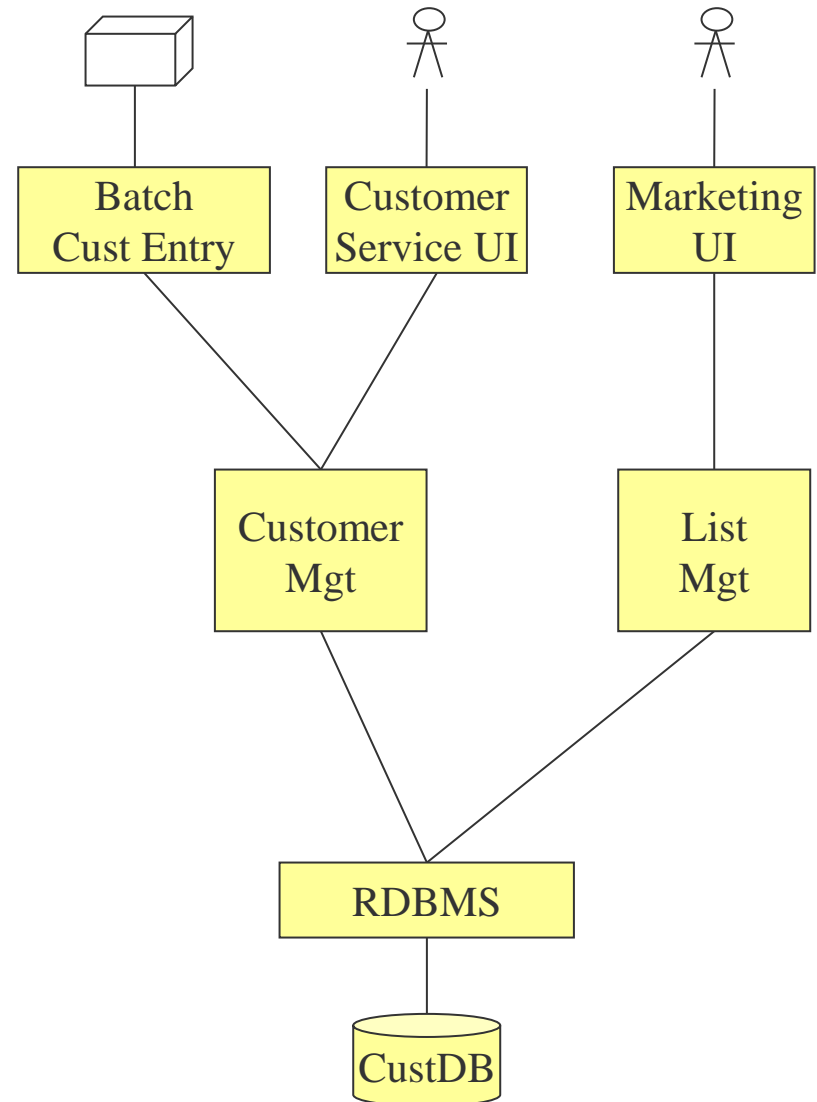 Batch
Cust Entry
Customer
Service UI
Marketing
UI
Customer
Mgt
List
Mgt
RDBMS
CustDB